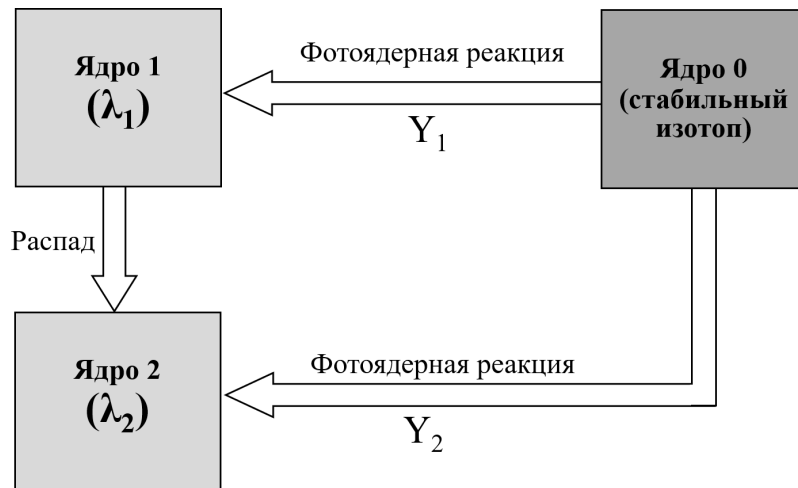 Ядро 1
(λ₁)
Фотоядерная реакция
Y₁
Ядро 0
(стабильный
изотоп)
Распад
Ядро 2
(λ₂)
Фотоядерная реакция
Y₂